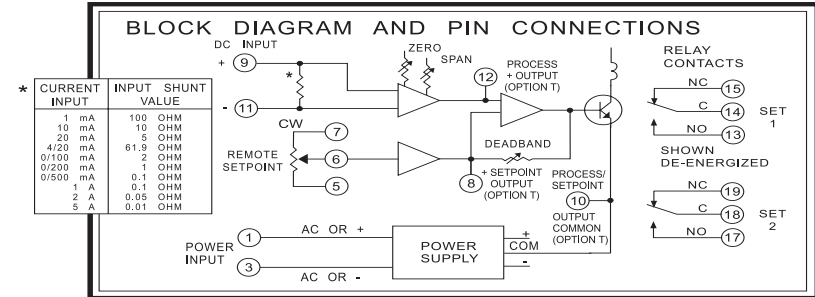 BLOCK DIAGRAM AND PIN CONNECTIONS
DC INPUT
+ 9
*
- 11
ZERO
SPAN
12
PROCESS
+ OUTPUT
(OPTION T)
RELAY
CONTACTS
NC 15
C 14
NO 13
SET
1
SHOWN
DE-ENERGIZED
NC 19
C 18
NO 17
SET
2
* CURRENT INPUT INPUT SHUNT VALUE
1 mA 100 OHM
10 mA 10 OHM
20 mA 5 OHM
4/20 mA 61.9 OHM
0/100 mA 2 OHM
0/200 mA 1 OHM
0/500 mA 0.1 OHM
1 A 0.1 OHM
2 A 0.05 OHM
5 A 0.01 OHM
CW
7
REMOTE
SETPOINT
6
5
DEADBAND
8
+ SETPOINT
OUTPUT
(OPTION T)
PROCESS/
SETPOINT
10
OUTPUT
COMMON
(OPTION T)
POWER
INPUT
1
AC OR +
3
AC OR -
POWER
SUPPLY
+
COM
-